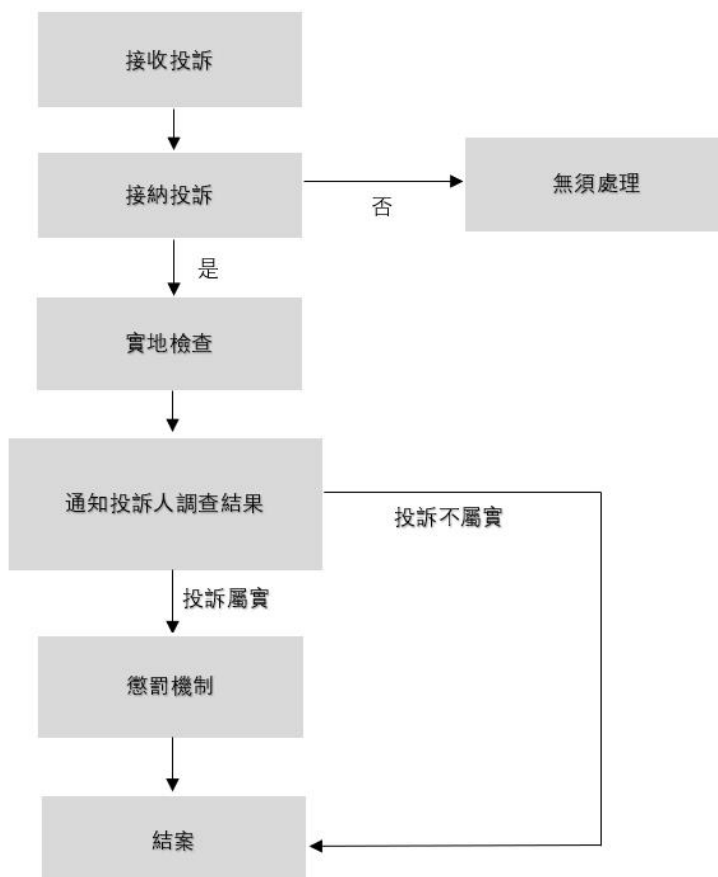 接收投訴
接納投訴
無須處理
否
是
實地檢查
通知投訴人調查結果
投訴不屬實
投訴屬實
懲罰機制
結案